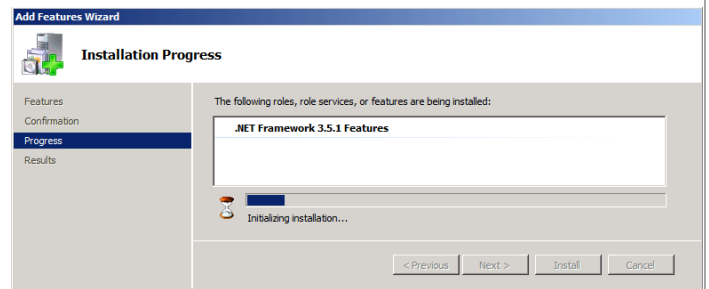 Add Features Wizard
Installation Progress
Features
Confirmation
Progress
Results
The following roles, role services, or features are being installed:
.NET Framework 3.5.1 Features
Initializing installation...
< Previous
Next >
Install
Cancel